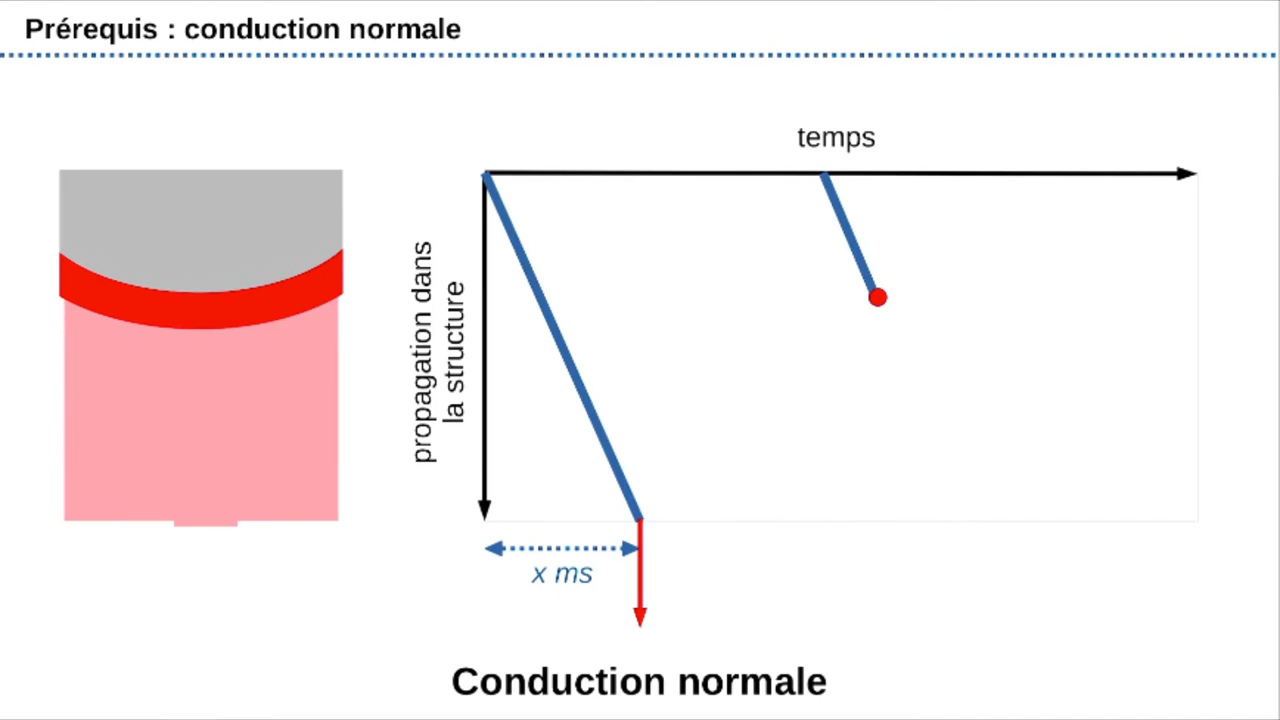 Prérequis : conduction normale
temps
propagation dans
la structure
x ms
Conduction normale